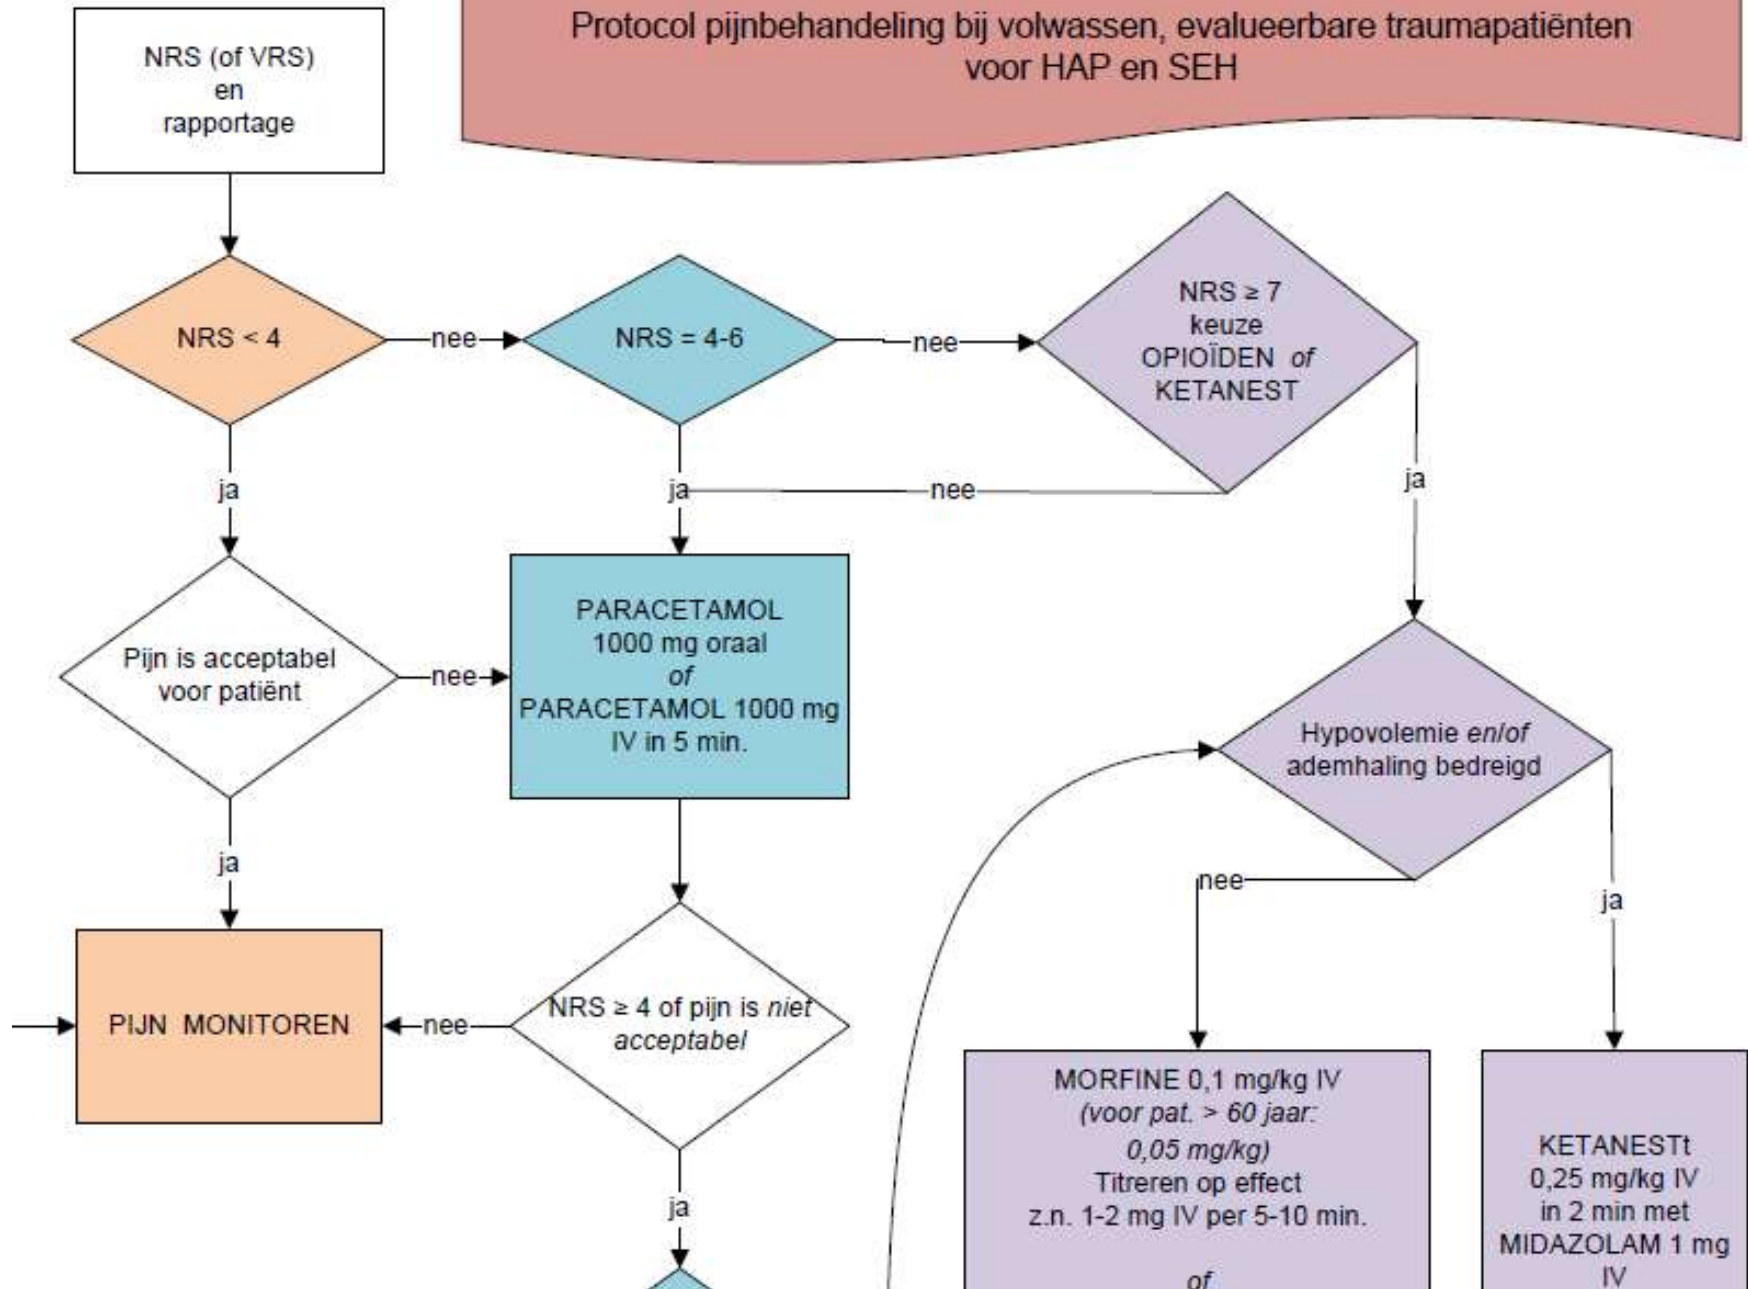 Protocol pijnbehandeling bij volwassen, evalueerbare traumapatiënten
voor HAP en SEH
NRS (of VRS)
en
rapportage
NRS < 4
nee
NRS = 4-6
nee
NRS ≥ 7
keuze
OPIOÏDEN of
KETANEST
ja
ja
nee
ja
Pijn is acceptabel
voor patiënt
nee
PARACETAMOL
1000 mg oraal
of
PARACETAMOL 1000 mg
IV in 5 min.
Hypovolemie en/of
ademhaling bedreigd
ja
nee
ja
PIJN MONITOREN
nee
NRS ≥ 4 of pijn is niet
acceptabel
ja
MORFINE 0,1 mg/kg IV
(voor pat. > 60 jaar:
0,05 mg/kg)
Titreren op effect
z.n. 1-2 mg IV per 5-10 min.
of
KETANESTt
0,25 mg/kg IV
in 2 min met
MIDAZOLAM 1 mg
IV